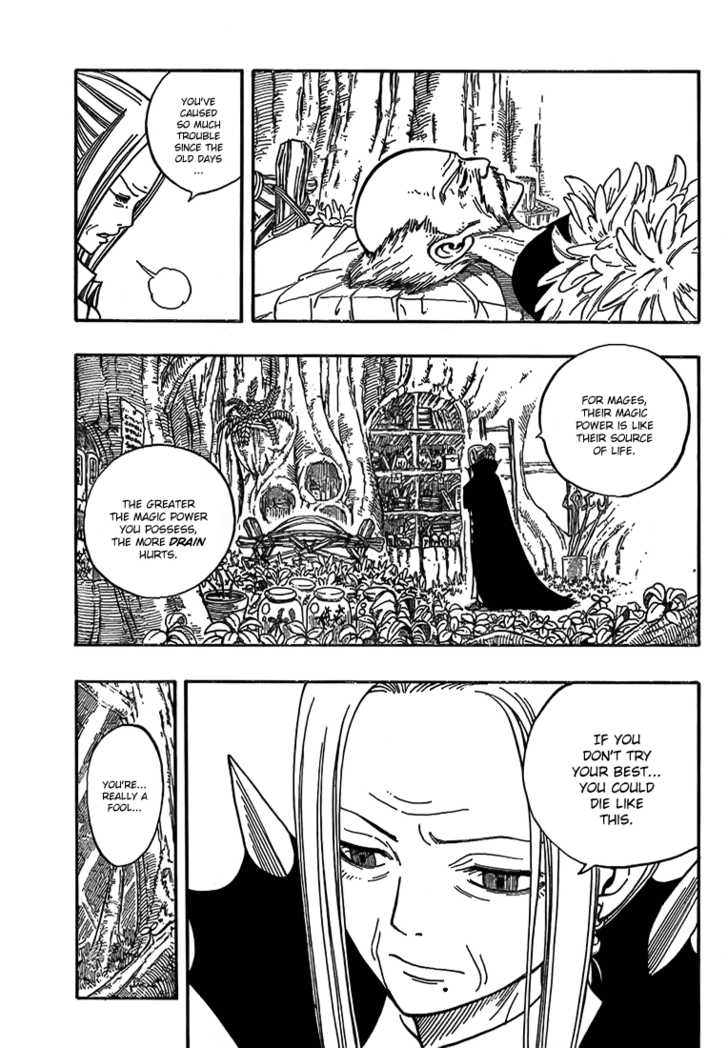 YOU'VE
CAUSED
SO MUCH
TROUBLE
SINCE THE
OLD DAYS
...
FOR MAGES,
THEIR MAGIC
POWER IS LIKE
THEIR SOURCE
OF LIFE.
THE GREATER
THE MAGIC POWER
YOU POSSESS,
THE MORE DRAIN
HURTS.
IF YOU
DON'T TRY
YOUR BEST...
YOU COULD
DIE LIKE
THIS.
YOU'RE...
REALLY A
FOOL...